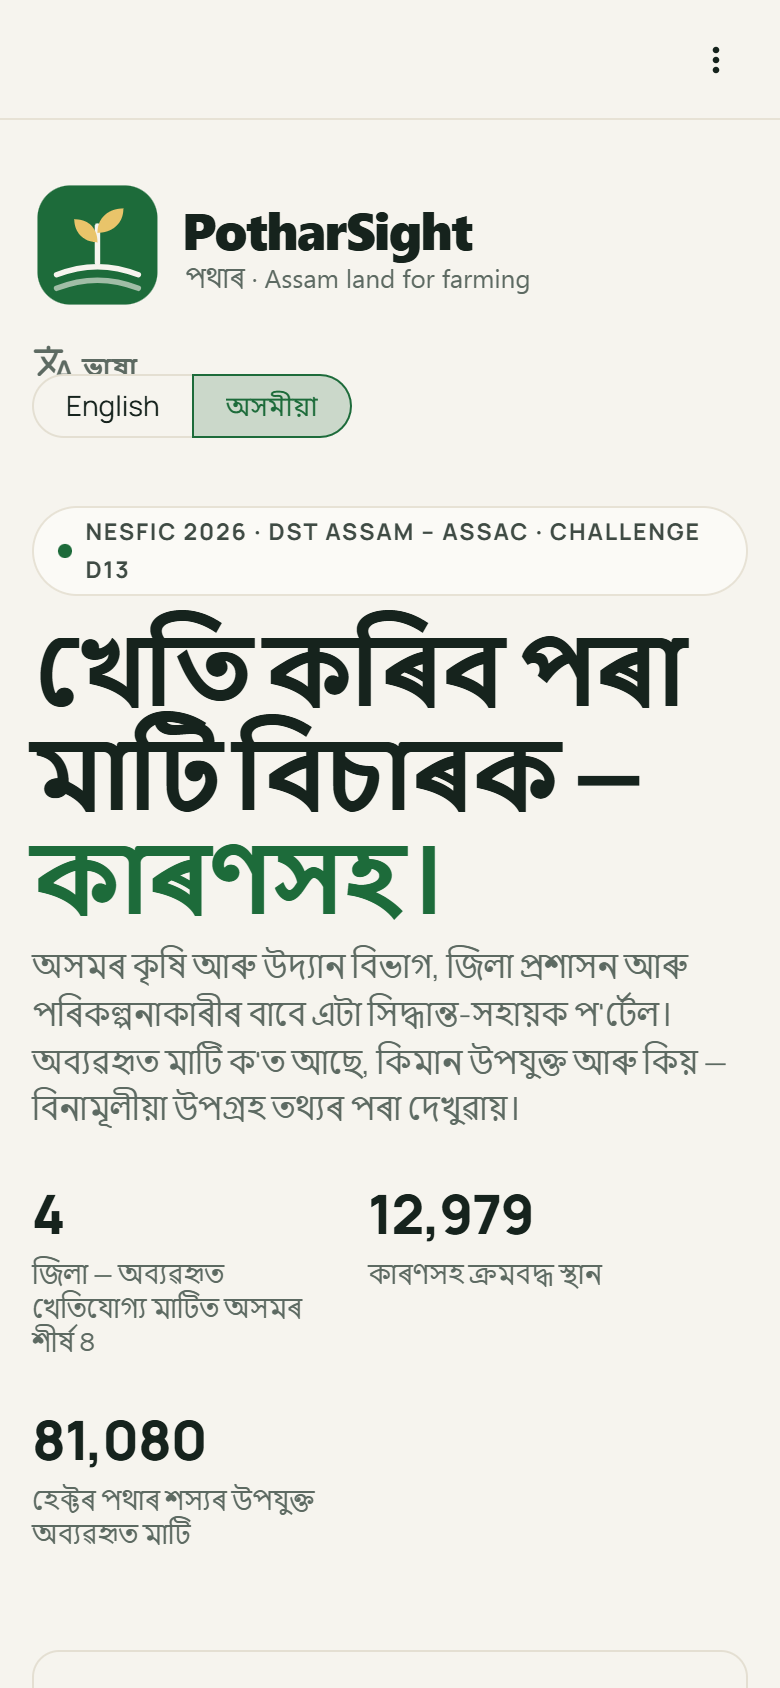 PotharSight
পথাৰ · Assam land for farming
ভাষা
English
অসমীয়া
NESFIC 2026 · DST ASSAM – ASSAC · CHALLENGE
D13
খেতি কৰিব পৰা
মাটি বিচাৰক –
কাৰণসহ।
অসমৰ কৃষি আৰু উদ্যান বিভাগ, জিলা প্ৰশাসন আৰু
পৰিকল্পনাকাৰীৰ বাবে এটা সিদ্ধান্ত-সহায়ক প'ৰ্টেল।
অব্যৱহৃত মাটি ক'ত আছে, কিমান উপযুক্ত আৰু কিয় –
বিনামূলীয়া উপগ্ৰহ তথ্যৰ পৰা দেখুৱায়।
4
জিলা – অব্যৱহৃত
খেতিযোগ্য মাটিত অসমৰ
শীৰ্ষ ৪
12,979
কাৰণসহ ক্ৰমবদ্ধ স্থান
81,080
হেক্টৰ পথাৰ শস্যৰ উপযুক্ত
অব্যৱহৃত মাটি